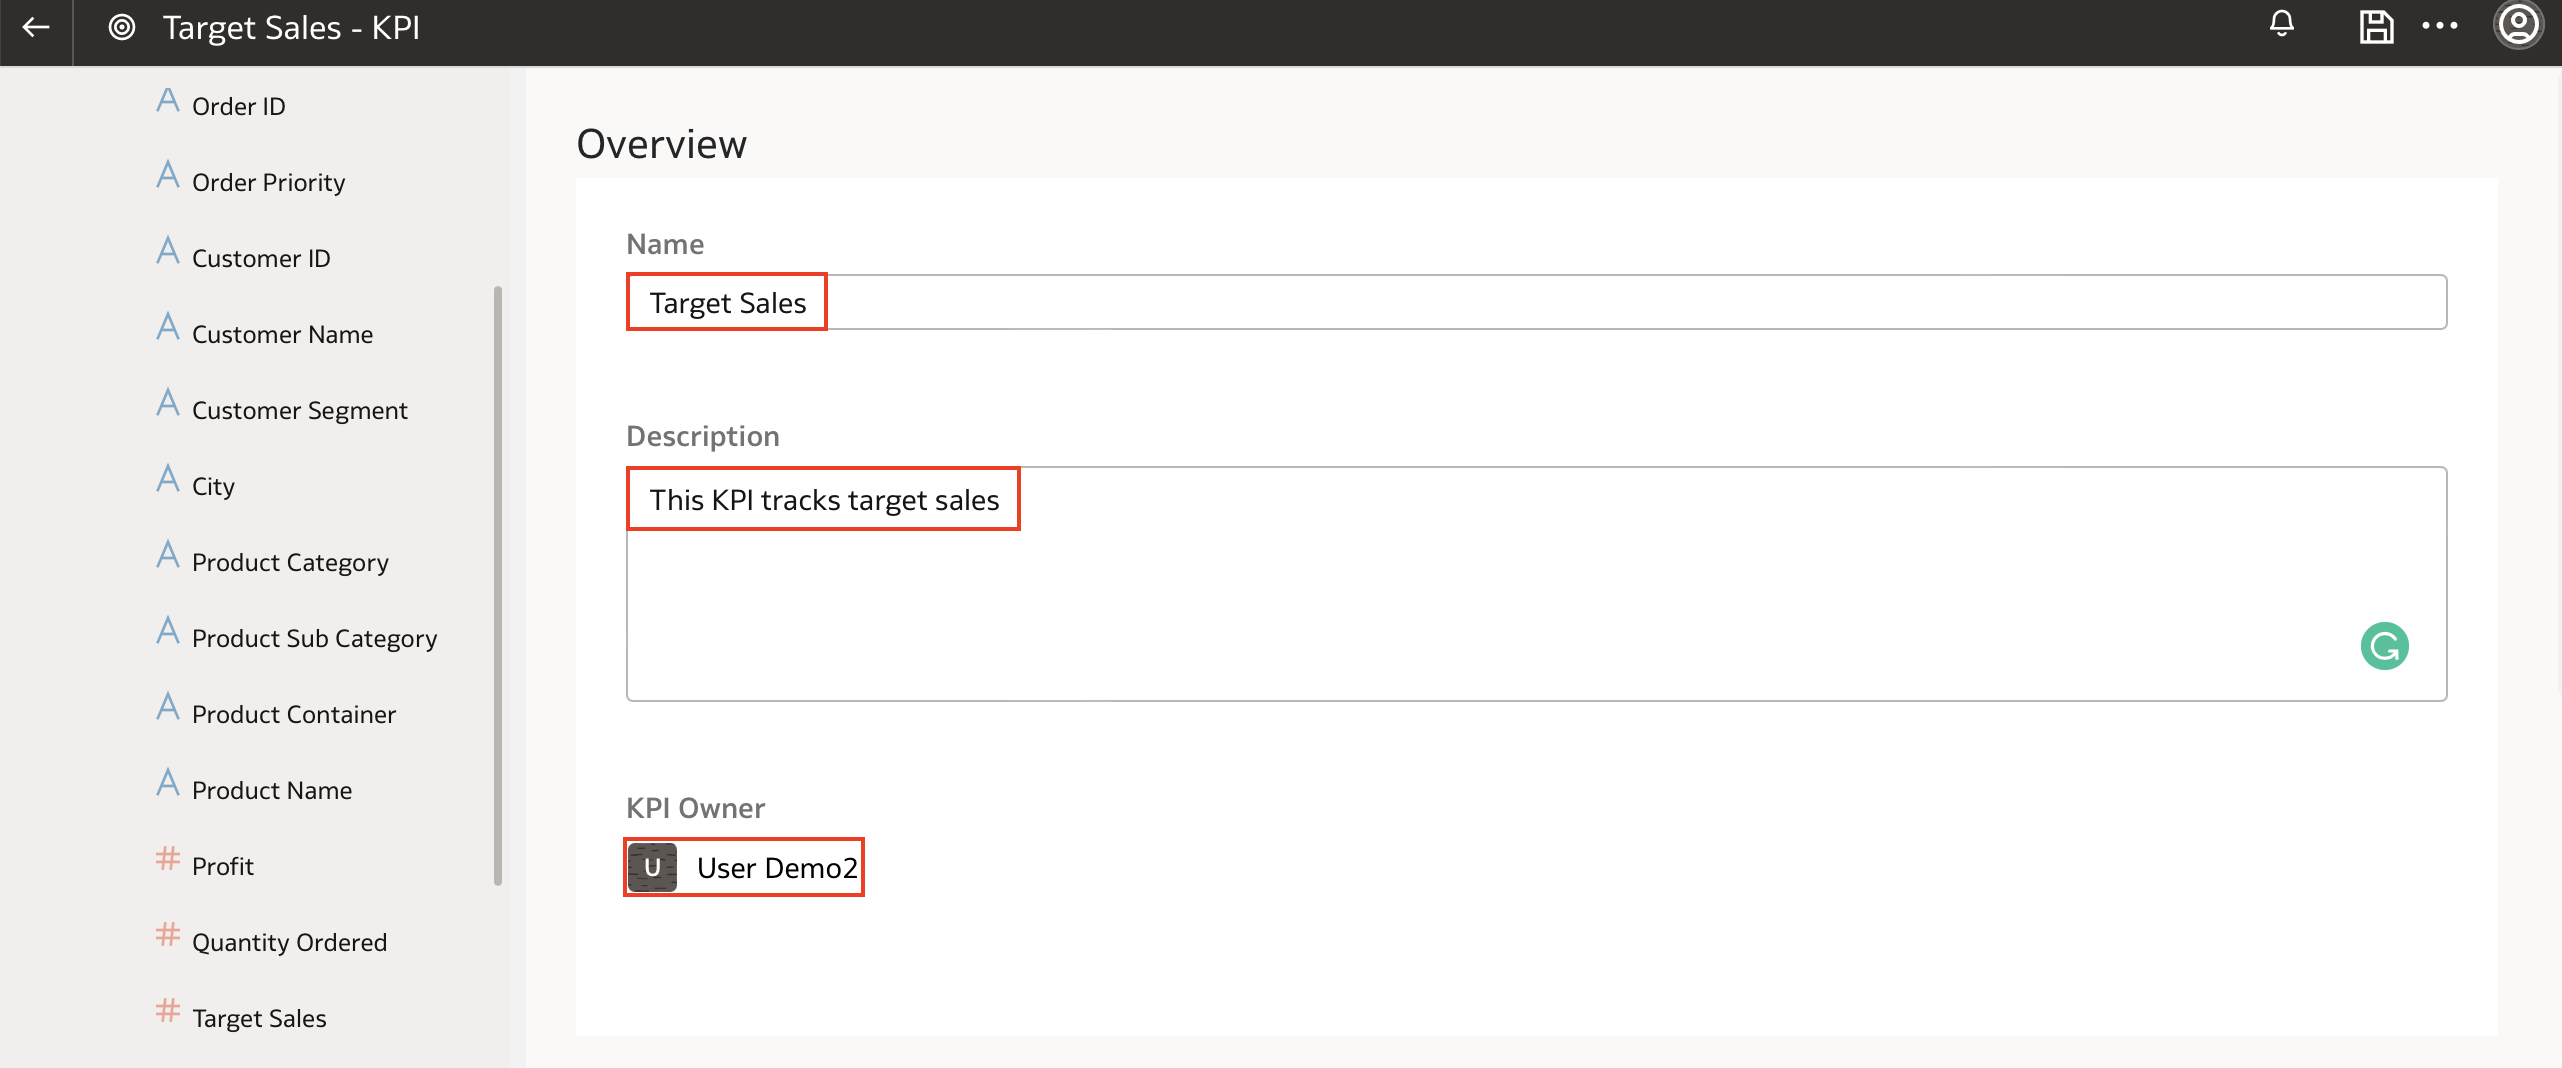 Target Sales - KPI
Order ID
Order Priority
Customer ID
Customer Name
Customer Segment
City
Product Category
Product Sub Category
Product Container
Product Name
Profit
Quantity Ordered
Target Sales
Overview
Name
Target Sales
Description
This KPI tracks target sales
KPI Owner
U User Demo2